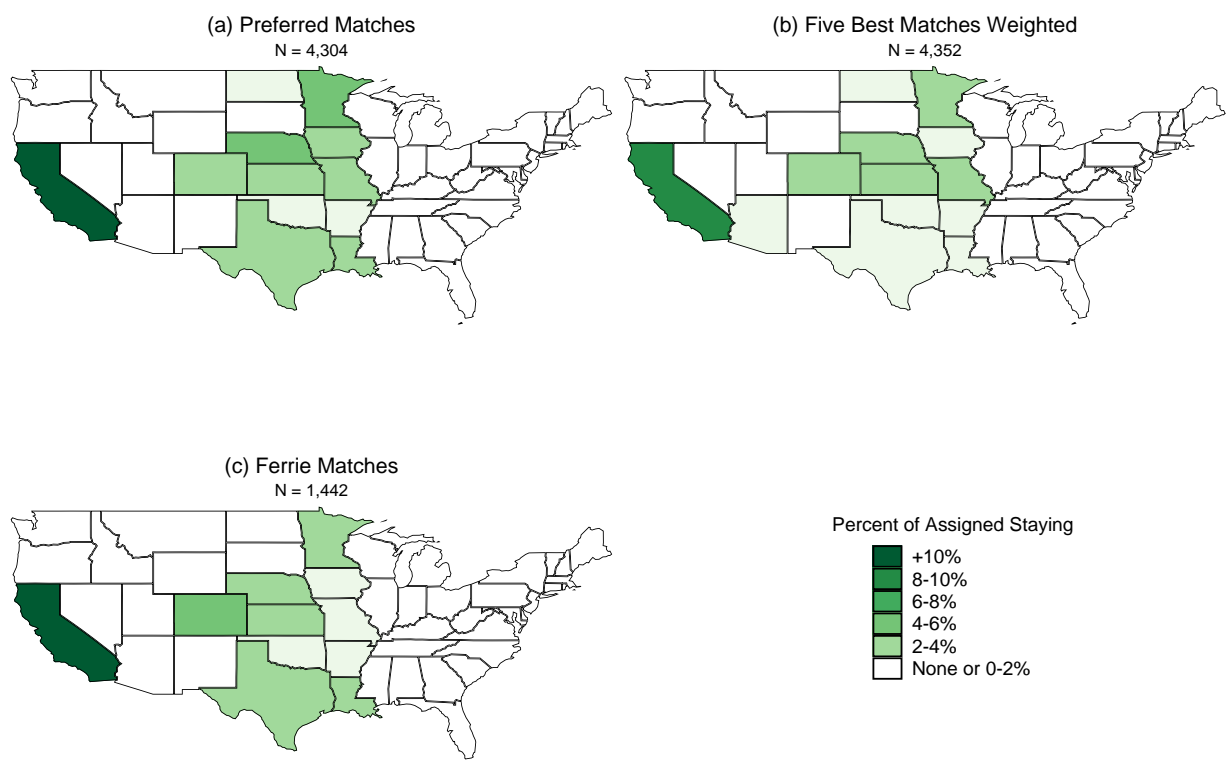 (a) Preferred Matches
N = 4,304
(b) Five Best Matches Weighted
N = 4,352
(c) Ferrie Matches
N = 1,442
Percent of Assigned Staying
+10%
8-10%
6-8%
4-6%
2-4%
None or 0-2%